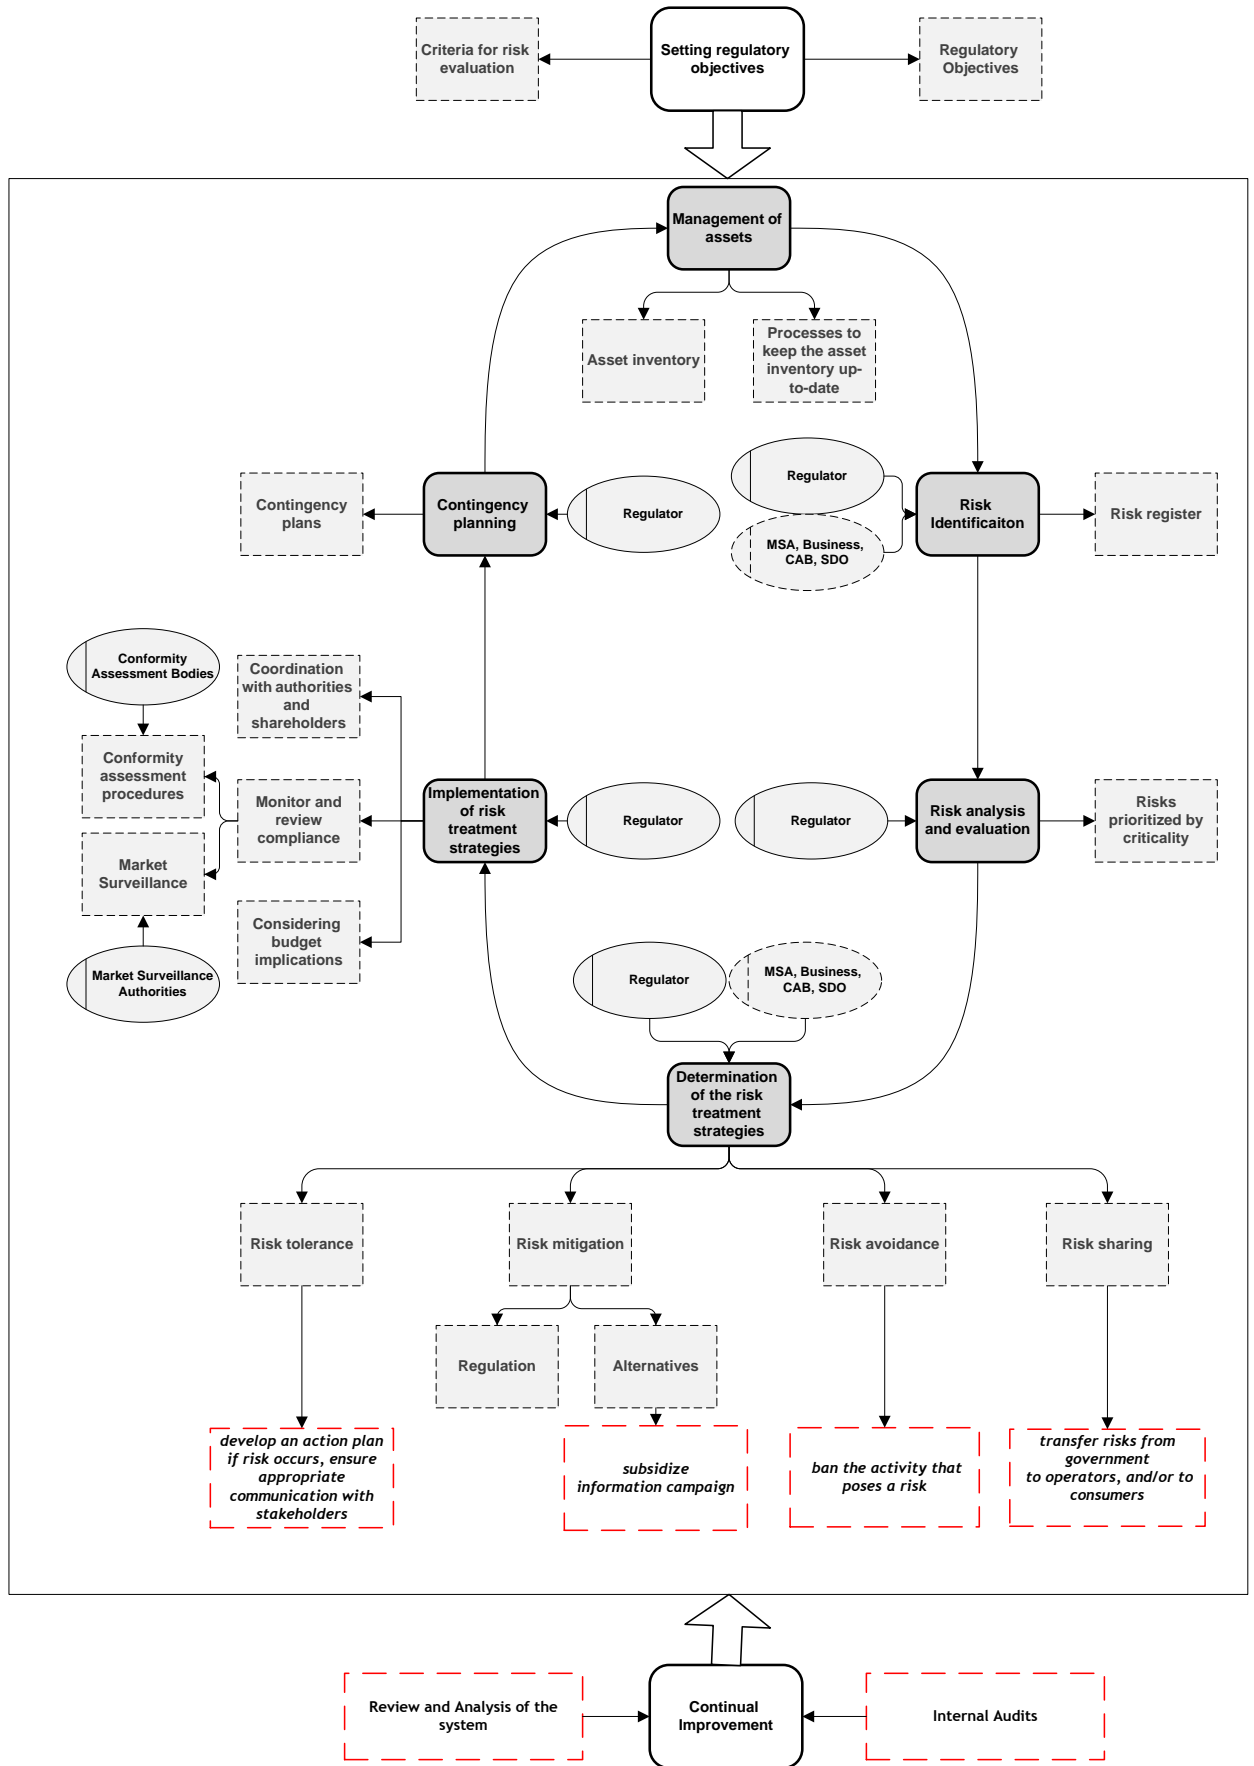 Criteria for risk
evaluation
Setting regulatory
objectives
Regulatory
Objectives
Management of
assets
Asset inventory
Processes to
keep the asset
inventory up-
to-date
Contingency
plans
Contingency
planning
Regulator
Regulator
MSA, Business,
CAB, SDO
Risk
Identificaiton
Risk register
Conformity
Assessment Bodies
Coordination
with authorities
and
shareholders
Conformity
assessment
procedures
Monitor and
review
compliance
Implementation
of risk
treatment
strategies
Regulator
Regulator
Risk analysis
and evaluation
Risks
prioritized by
criticality
Market
Surveillance
Considering
budget
implications
Market Surveillance
Authorities
Regulator
MSA, Business,
CAB, SDO
Determination
of the risk
treatment
strategies
Risk tolerance
Risk mitigation
Risk avoidance
Risk sharing
Regulation
Alternatives
develop an action plan
if risk occurs, ensure
appropriate
communication with
stakeholders
subsidize
information campaign
ban the activity that
poses a risk
transfer risks from
government
to operators, and/or to
consumers
Review and Analysis of the
system
Continual
Improvement
Internal Audits